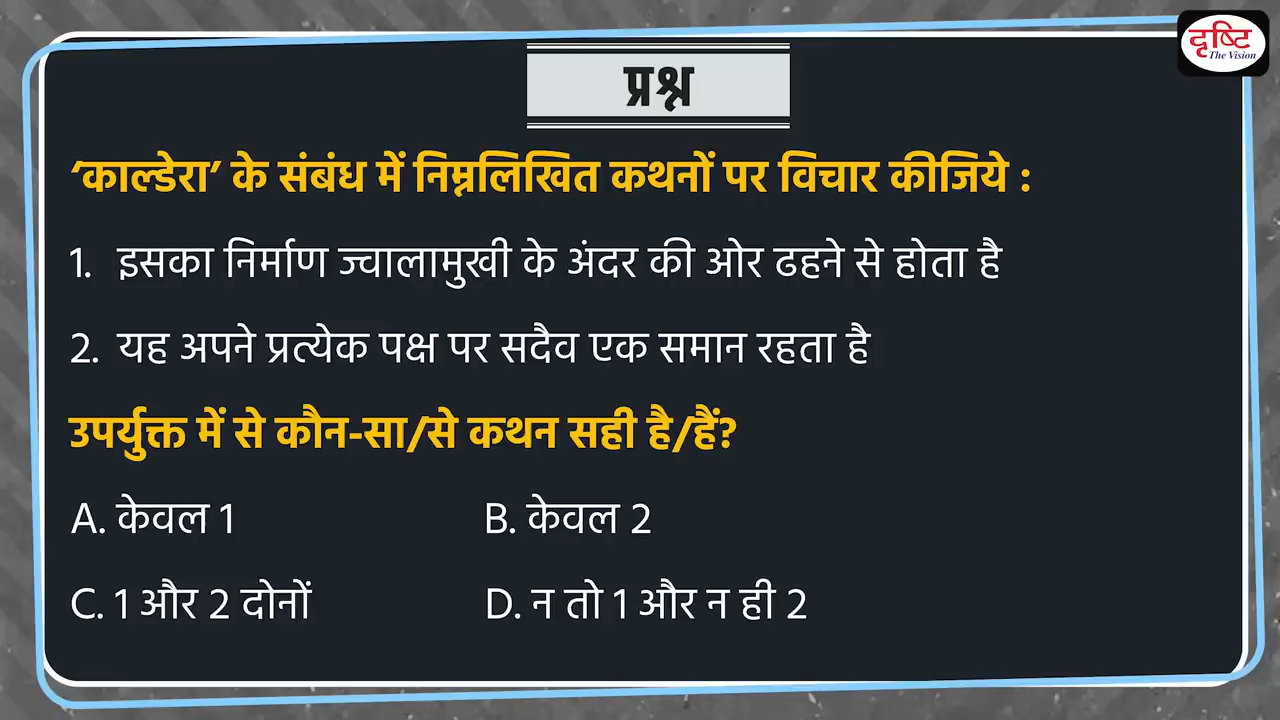 दृष्टि
The Vision
प्रश्न
‘काल्डेरा’ के संबंध में निम्नलिखित कथनों पर विचार कीजिये :
1. इसका निर्माण ज्वालामुखी के अंदर की ओर ढहने से होता है
2. यह अपने प्रत्येक पक्ष पर सदैव एक समान रहता है
उपर्युक्त में से कौन-सा/से कथन सही है/हैं?
A. केवल 1 B. केवल 2
C. 1 और 2 दोनों D. न तो 1 और न ही 2